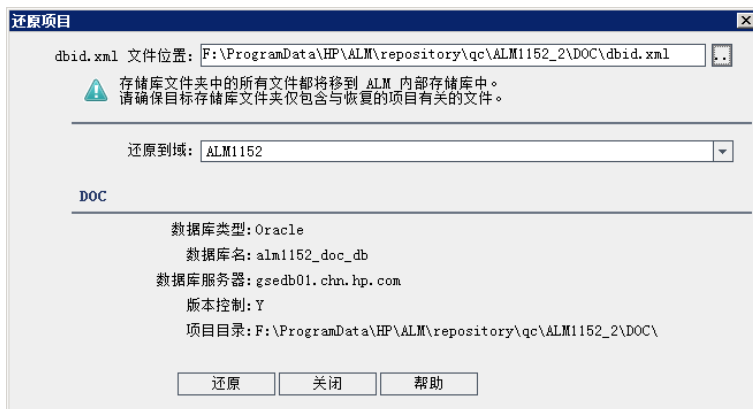 还原项目
dbid.xml 文件位置: F:\ProgramData\HP\ALM\repository\qc\ALM1152_2\DOC\dbid.xml ..
存储库文件夹中的所有文件都将移到 ALM 内部存储库中。
请确保目标存储库文件夹仅包含与恢复的项目有关的文件。
还原到域: ALM1152
DOC
数据库类型: Oracle
数据库名: alm1152_doc_db
数据库服务器: gsedb01.chn.hp.com
版本控制: Y
项目目录: F:\ProgramData\HP\ALM\repository\qc\ALM1152_2\DOC\
还原 关闭 帮助